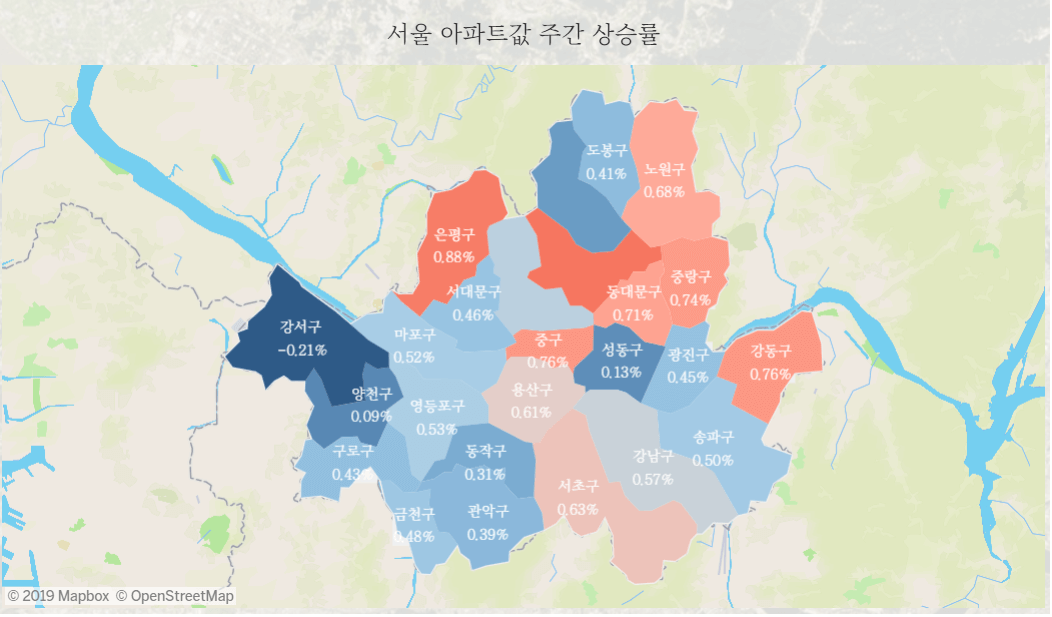 서울 아파트값 주간 상승률
도봉구
0.41%
노원구
0.68%
은평구
0.88%
중랑구
0.74%
서대문구
0.46%
동대문구
0.71%
강서구
-0.21%
마포구
0.52%
중구
0.76%
성동구
0.13%
광진구
0.45%
강동구
0.76%
양천구
0.09%
영등포구
0.53%
용산구
0.61%
구로구
0.43%
동작구
0.31%
강남구
0.57%
송파구
0.50%
서초구
0.63%
금천구
0.48%
관악구
0.39%
© 2019 Mapbox © OpenStreetMap